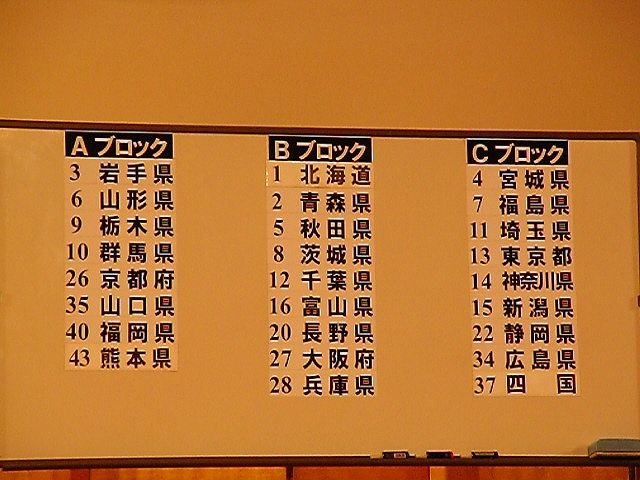 A ブロック
3 岩手県
6 山形県
9 栃木県
10 群馬県
26 京都府
35 山口県
40 福岡県
43 熊本県
B ブロック
1 北海道
2 青森県
5 秋田県
8 茨城県
12 千葉県
16 富山県
20 長野県
27 大阪府
28 兵庫県
C ブロック
4 宮城県
7 福島県
11 埼玉県
13 東京都
14 神奈川県
15 新潟県
22 静岡県
34 広島県
37 四国